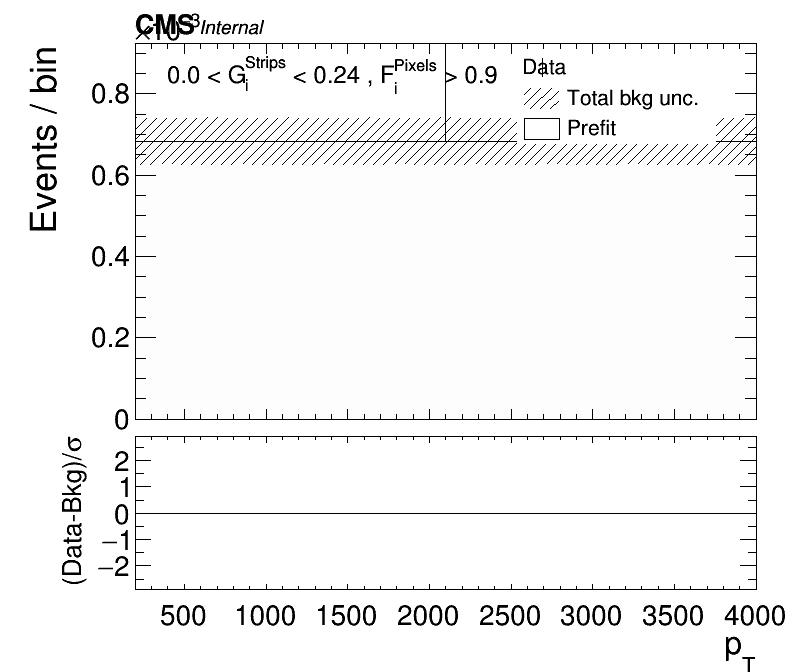 CMS Internal
×10³
Events / bin
0.0 < G_i^Strips < 0.24 , F_i^Pixels > 0.9
Data
Total bkg unc.
Prefit
0.8
0.6
0.4
0.2
0
(Data-Bkg)/σ
2
1
0
−1
−2
500 1000 1500 2000 2500 3000 3500 4000
p_T